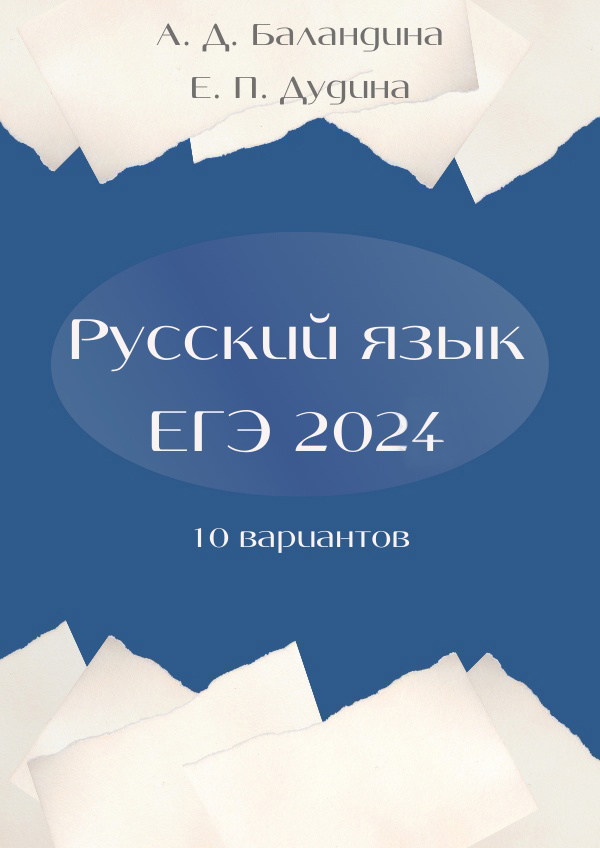 А. Д. Баландина
Е. П. Дудина
Русский язык
ЕГЭ 2024
10 вариантов